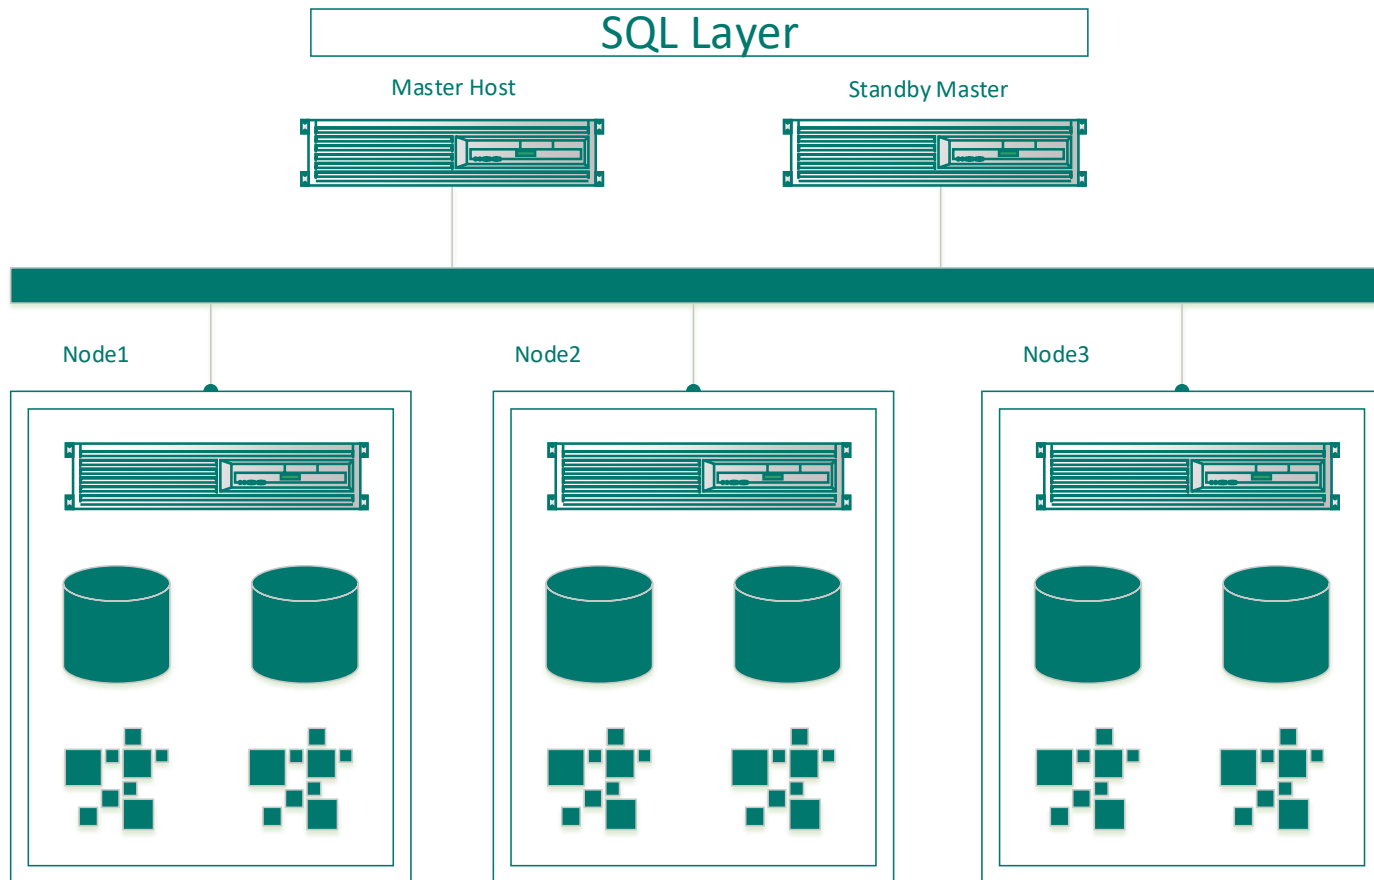 SQL Layer
Master Host
Standby Master
Node1
Node2
Node3